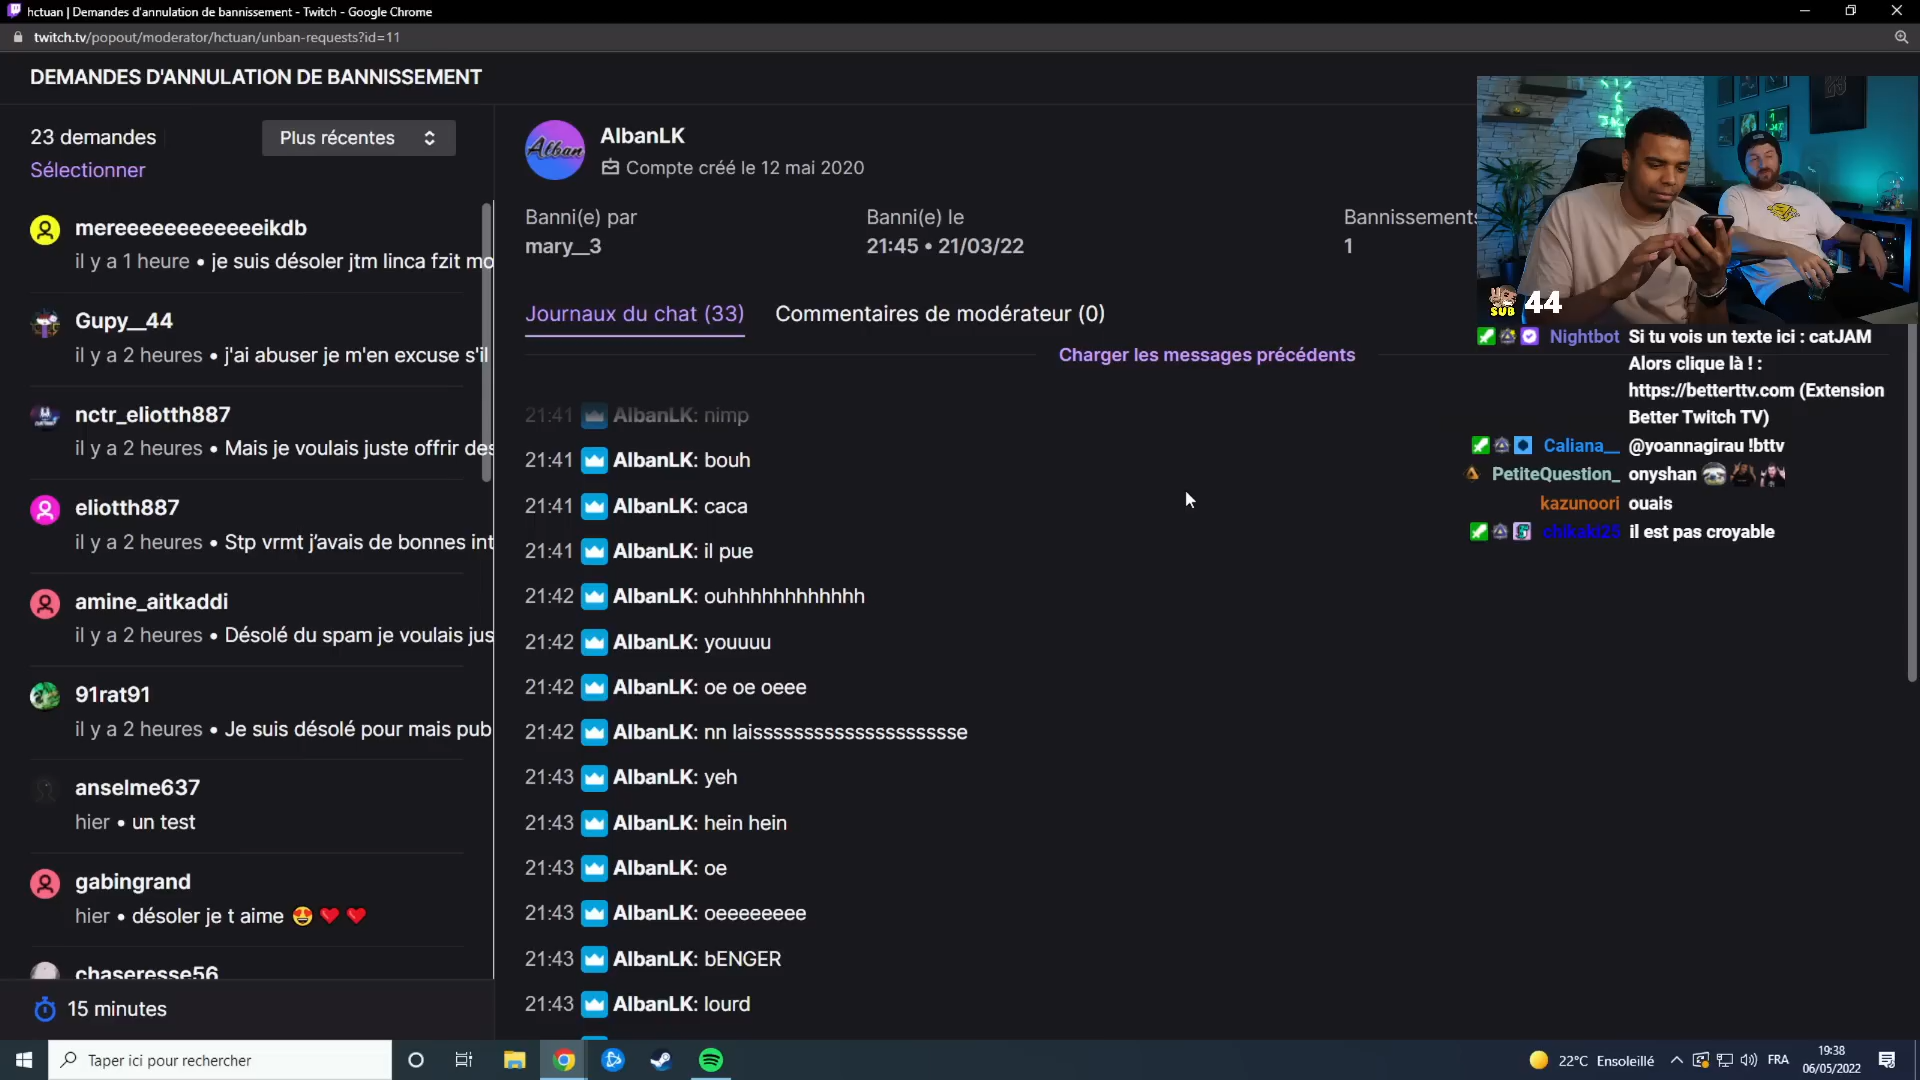 hctuan | Demandes d'annulation de bannissement - Twitch - Google Chrome
twitch.tv/popout/moderator/hctuan/unban-requests?id=11
DEMANDES D'ANNULATION DE BANNISSEMENT
23 demandes
Plus récentes
Sélectionner
mereeeeeeeeeeeeikdb
il y a 1 heure • je suis désoler jtm linca fzit mo
Gupy__44
il y a 2 heures • j'ai abuser je m'en excuse s'il
nctr_eliotth887
il y a 2 heures • Mais je voulais juste offrir des
eliotth887
il y a 2 heures • Stp vrmt j'avais de bonnes int
amine_aitkaddi
il y a 2 heures • Désolé du spam je voulais jus
91rat91
il y a 2 heures • Je suis désolé pour mais pub
anselme637
hier • un test
gabingrand
hier • désoler je t aime 😍 ❤️ ❤️
chaseresse56
15 minutes
Alban
AlbanLK
Compte créé le 12 mai 2020
Banni(e) par
mary__3
Banni(e) le
21:45 • 21/03/22
Bannissements
1
Journaux du chat (33)
Commentaires de modérateur (0)
Charger les messages précédents
21:41 AlbanLK: nimp
21:41 AlbanLK: bouh
21:41 AlbanLK: caca
21:41 AlbanLK: il pue
21:42 AlbanLK: ouhhhhhhhhhhhh
21:42 AlbanLK: youuuu
21:42 AlbanLK: oe oe oeee
21:42 AlbanLK: nn laisssssssssssssssssssssse
21:43 AlbanLK: yeh
21:43 AlbanLK: hein hein
21:43 AlbanLK: oe
21:43 AlbanLK: oeeeeeeee
21:43 AlbanLK: bENGER
21:43 AlbanLK: lourd
SUB 44
Nightbot Si tu vois un texte ici : catJAM
Alors clique là ! :
https://betterttv.com (Extension
Better Twitch TV)
Caliana__ @yoannagirau !bttv
PetiteQuestion_ onyshan
kazunoori ouais
chikaki25 il est pas croyable
Taper ici pour rechercher
22°C Ensoleillé
FRA
19:38
06/05/2022